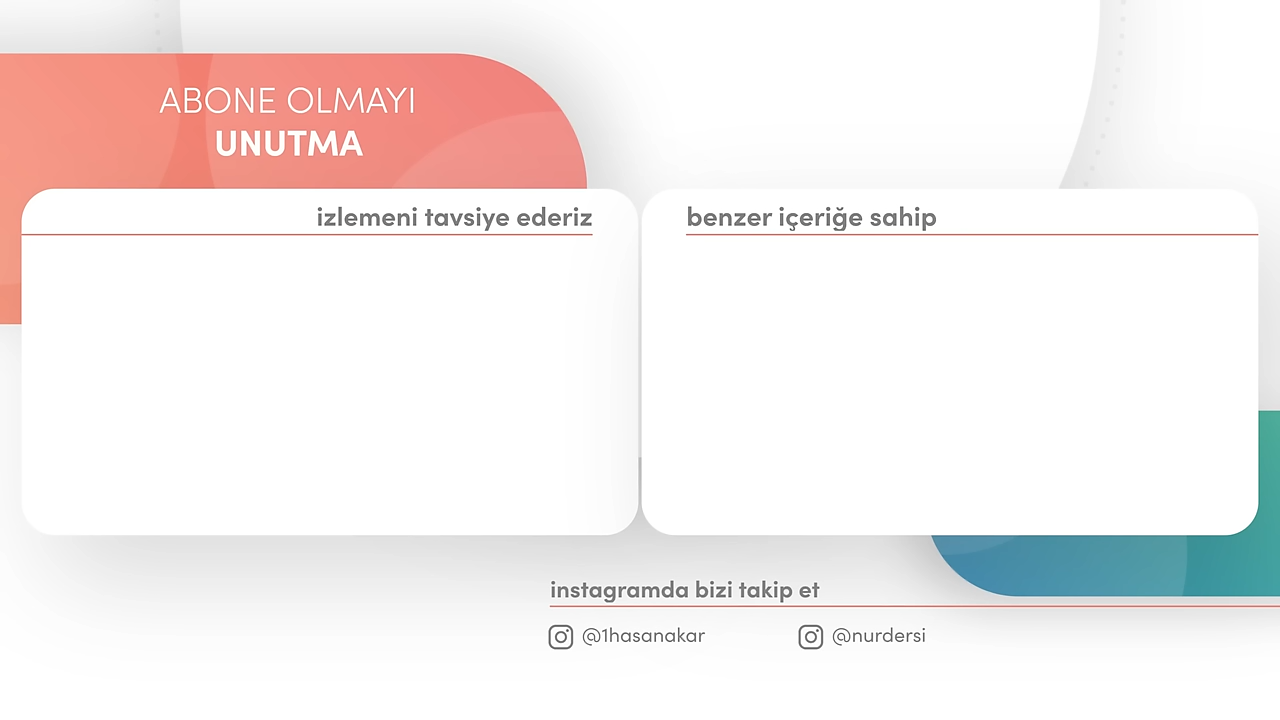 ABONE OLMAYI
UNUTMA
izlemeni tavsiye ederiz
benzer içeriğe sahip
instagramda bizi takip et
@1hasanakar
@nurdersi